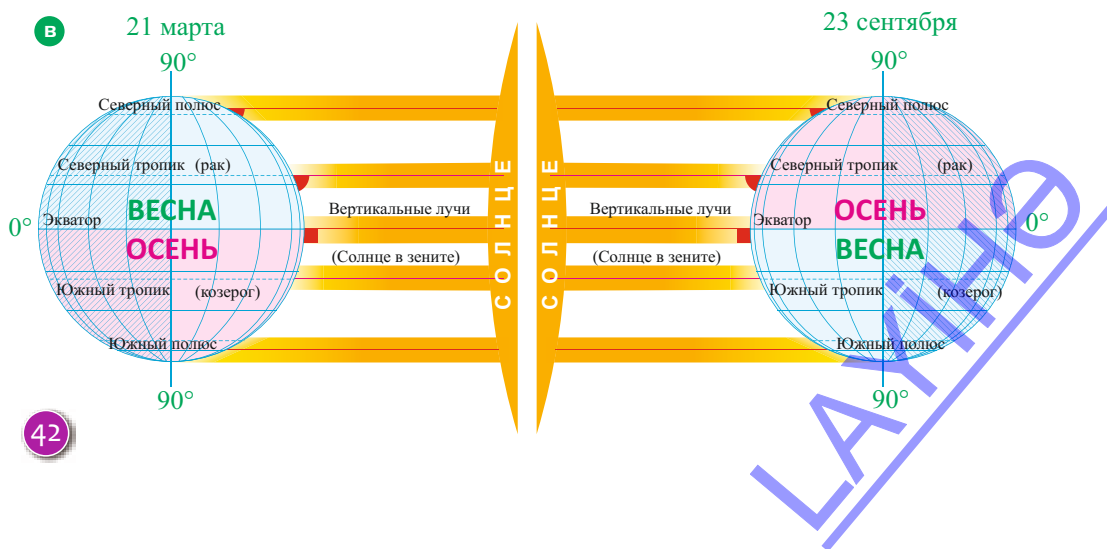 в
21 марта
90°
Северный полюс
Северный тропик (рак)
Экватор
0°
ВЕСНА
ОСЕНЬ
Южный тропик (козерог)
Южный полюс
90°
Вертикальные лучи
(Солнце в зените)
СОЛНЦЕ
СОЛНЦЕ
23 сентября
90°
Северный полюс
Северный тропик (рак)
Вертикальные лучи
(Солнце в зените)
Экватор
0°
ОСЕНЬ
ВЕСНА
Южный тропик (козерог)
Южный полюс
90°
42
LAYİHƏ